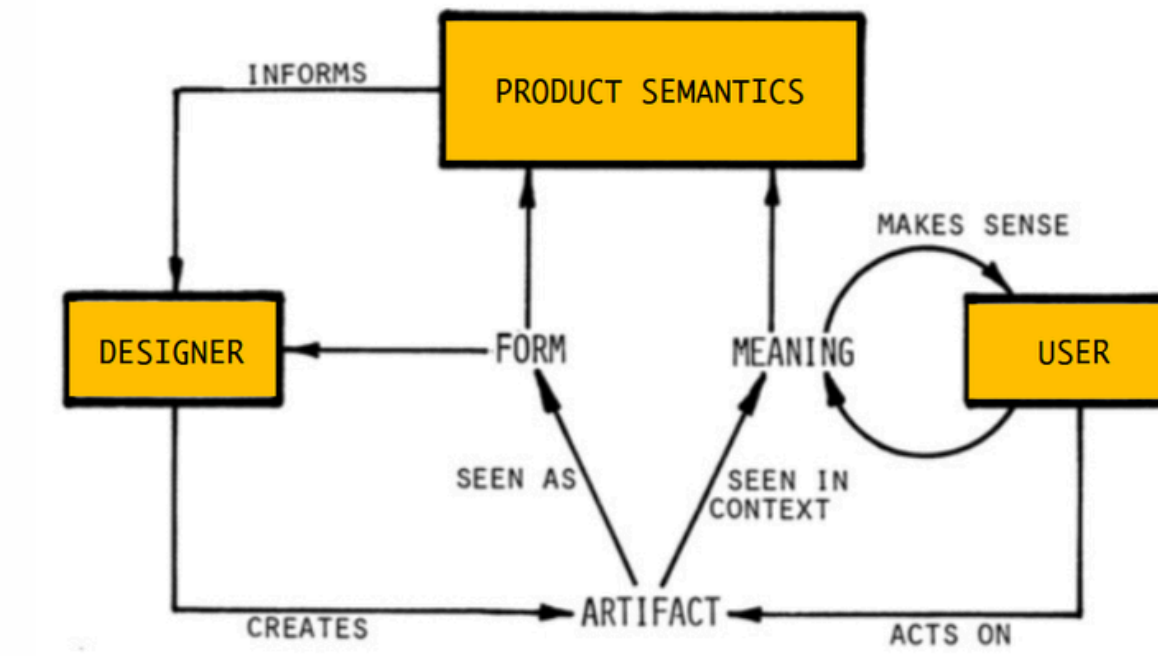 INFORMS
PRODUCT SEMANTICS
MAKES SENSE
DESIGNER
FORM
MEANING
USER
SEEN AS
SEEN IN
CONTEXT
ARTIFACT
CREATES
ACTS ON